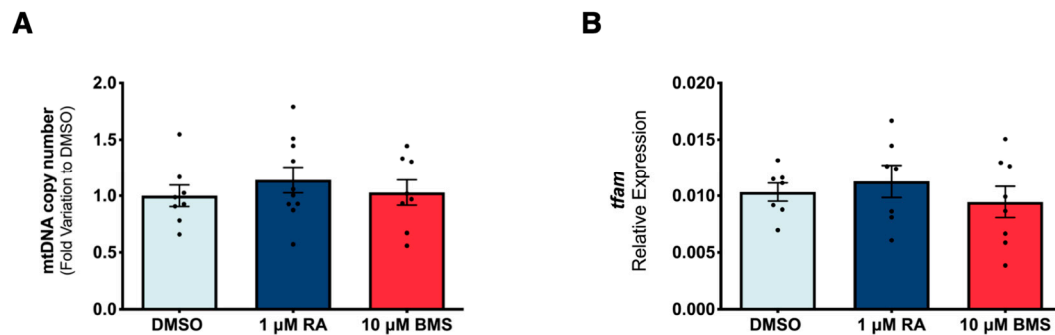 A
mtDNA copy number
(Fold Variation to DMSO)
2.0
1.5
1.0
0.5
0.0
DMSO
1 µM RA
10 µM BMS
B
tfam
Relative Expression
0.020
0.015
0.010
0.005
0.000
DMSO
1 µM RA
10 µM BMS